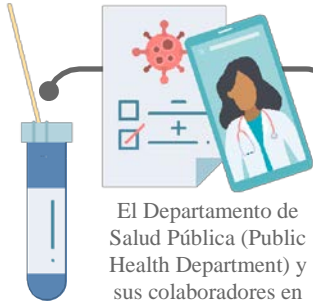 El Departamento de
Salud Pública (Public
Health Department) y
sus colaboradores en